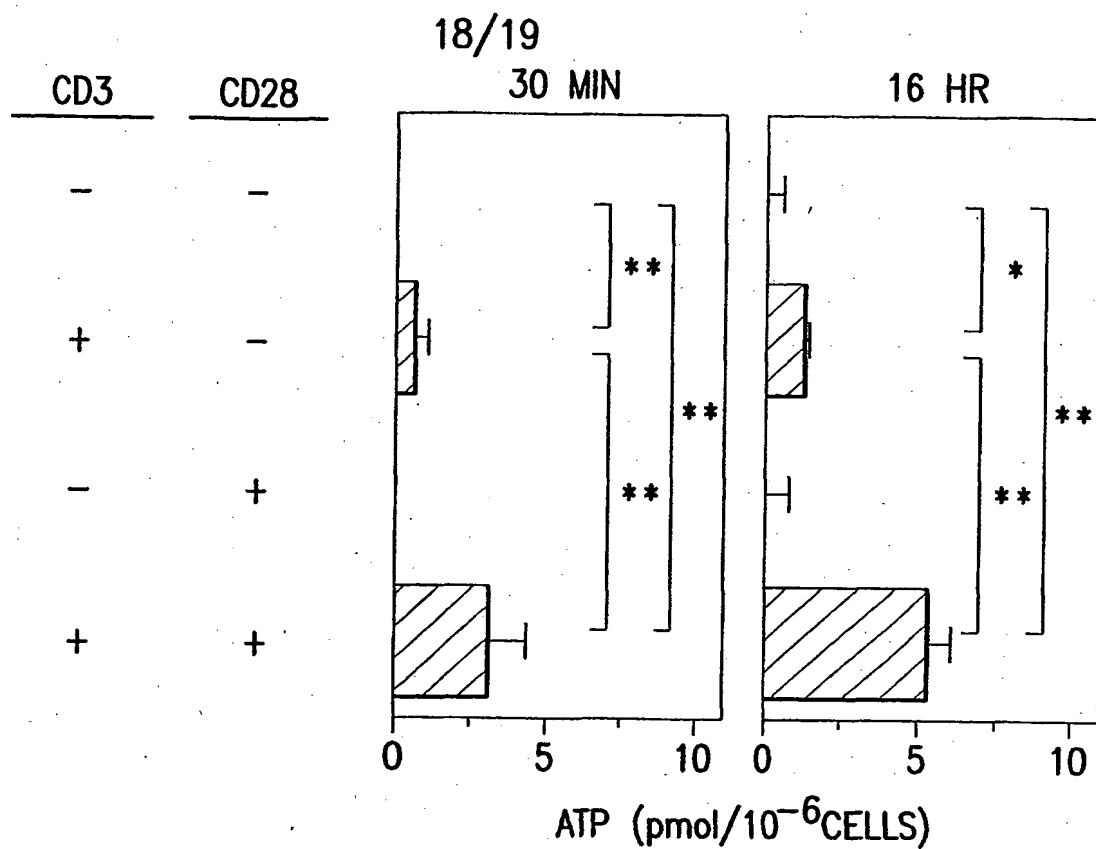 18/19
CD3 CD28 30 MIN 16 HR
- -
** *
+ -
** **
- + ** **
+ +
0 5 10 0 5 10
ATP (pmol/10⁻⁶CELLS)